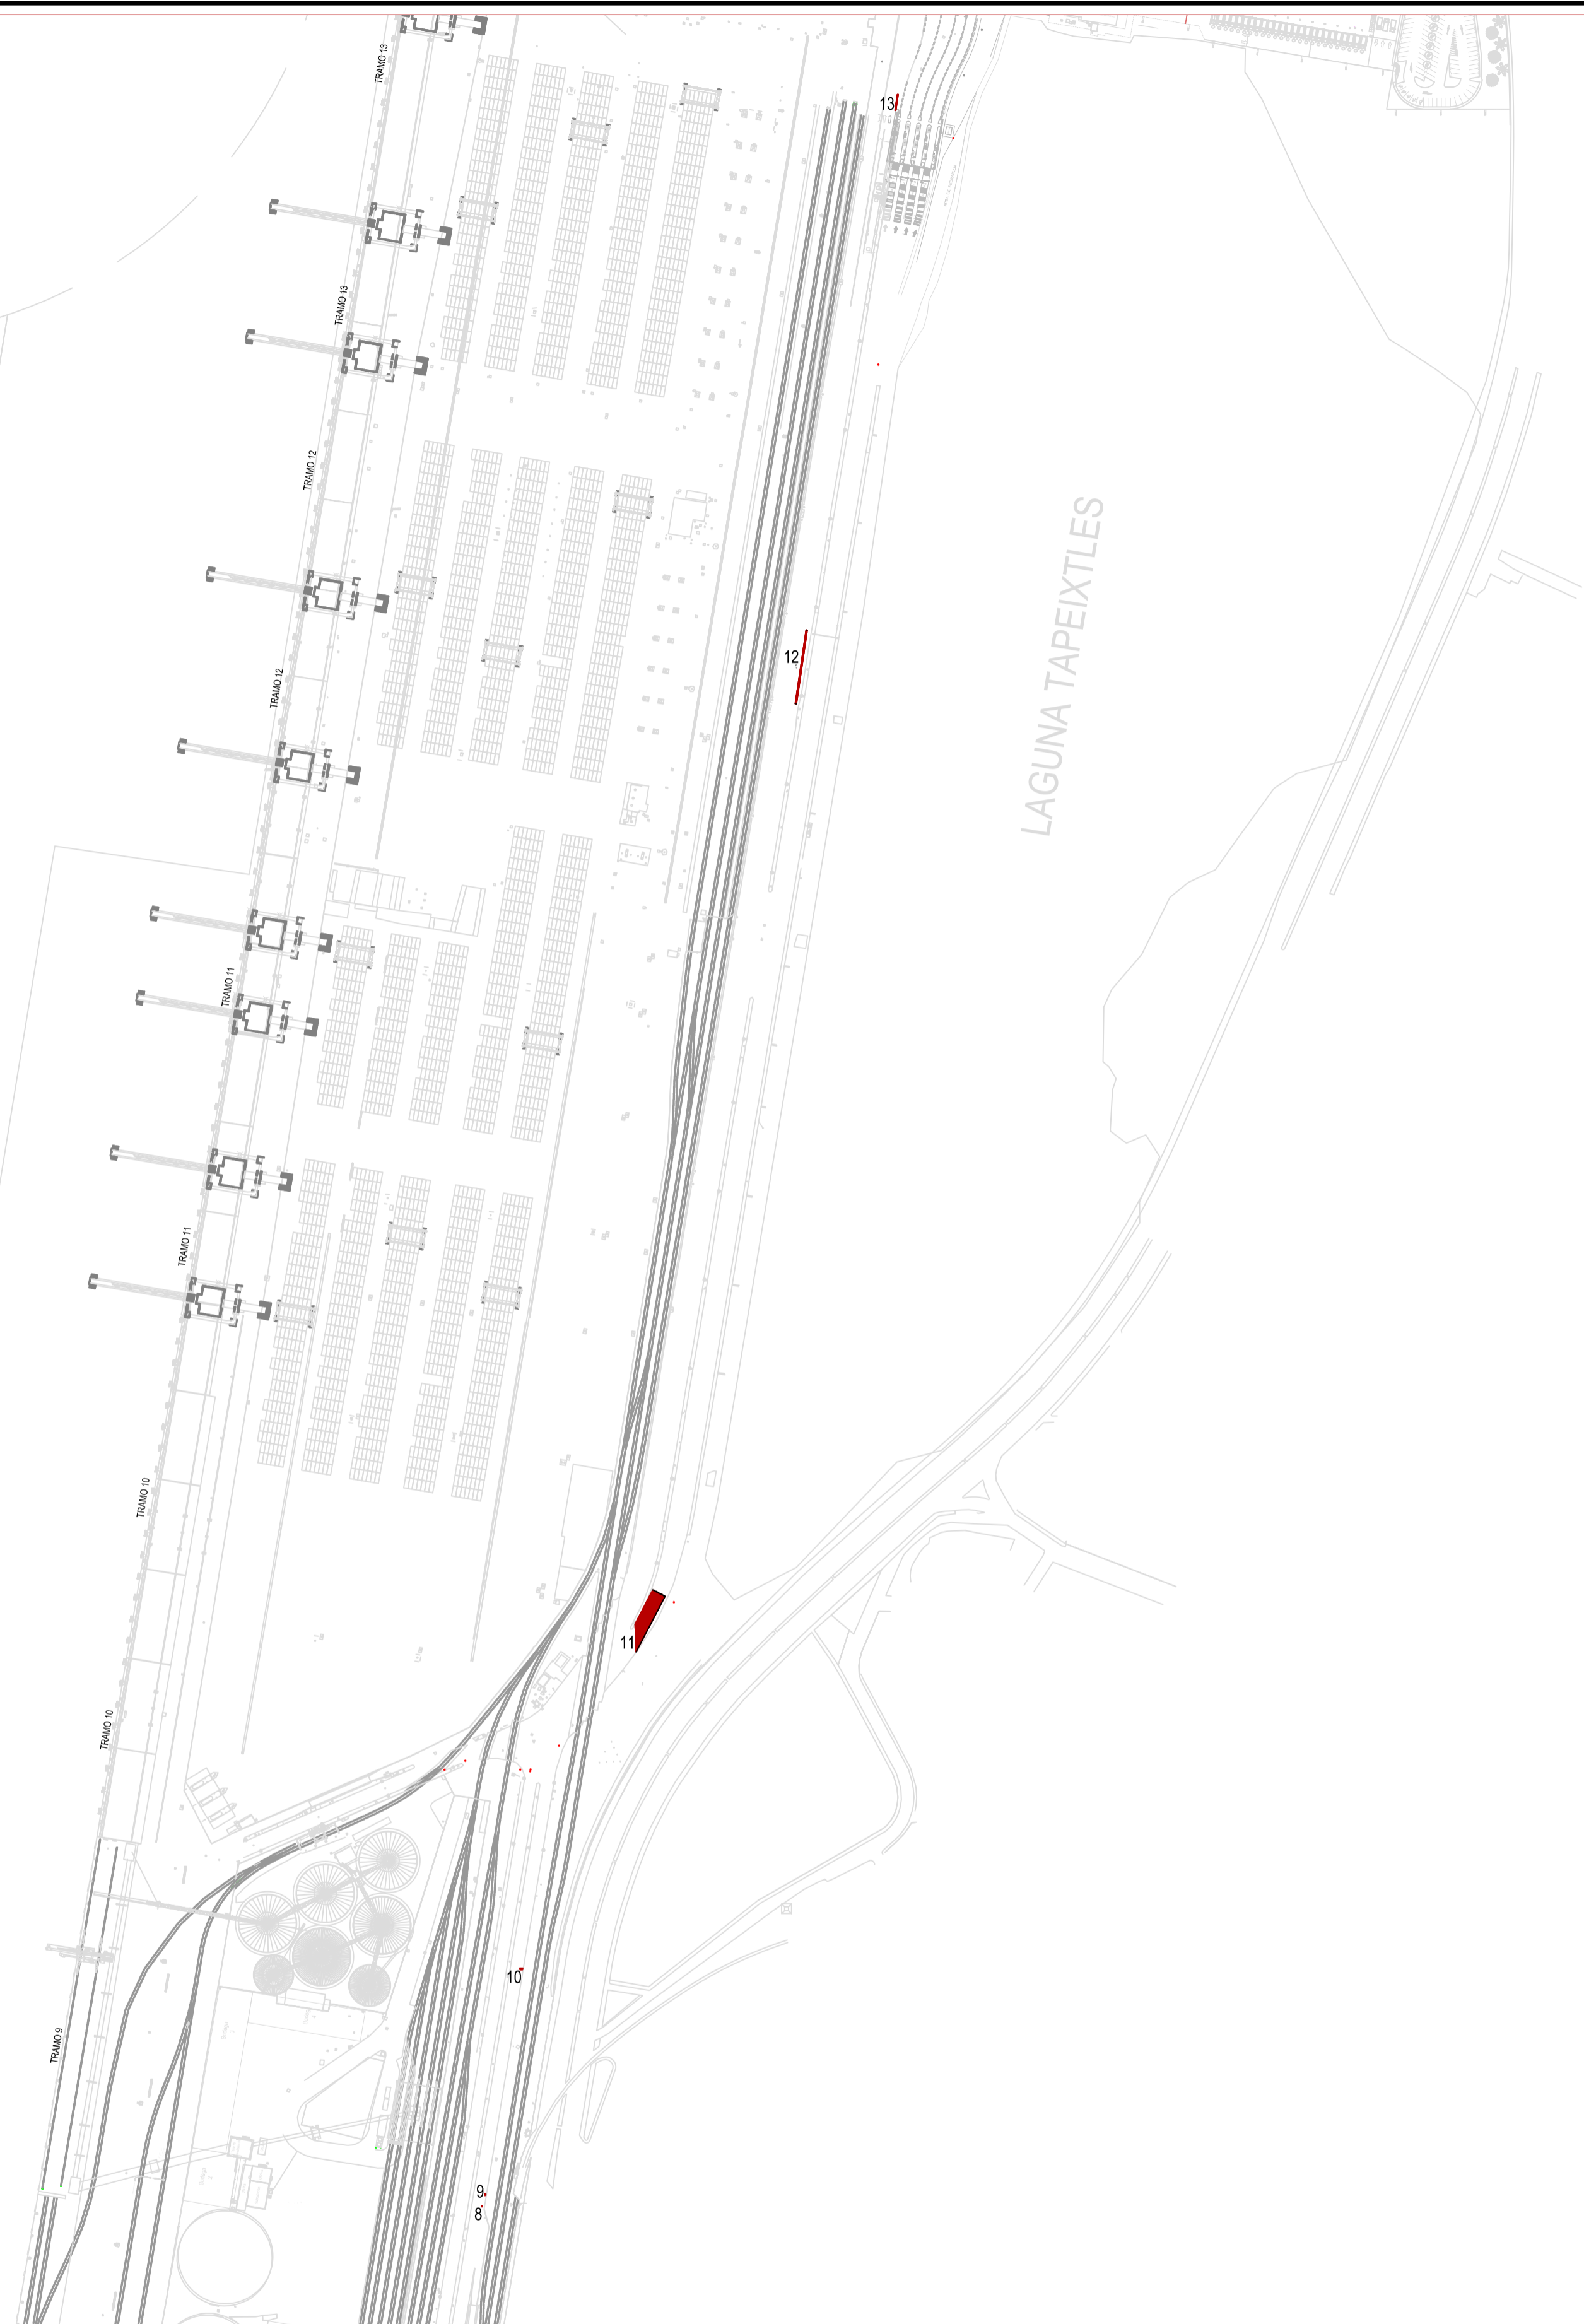 TRAMO 13
13
TRAMO 13
TRAMO 12
LAGUNA TAPEIXTLES
12
TRAMO 12
TRAMO 11
TRAMO 11
TRAMO 10
11
TRAMO 10
10
TRAMO 9
9
8